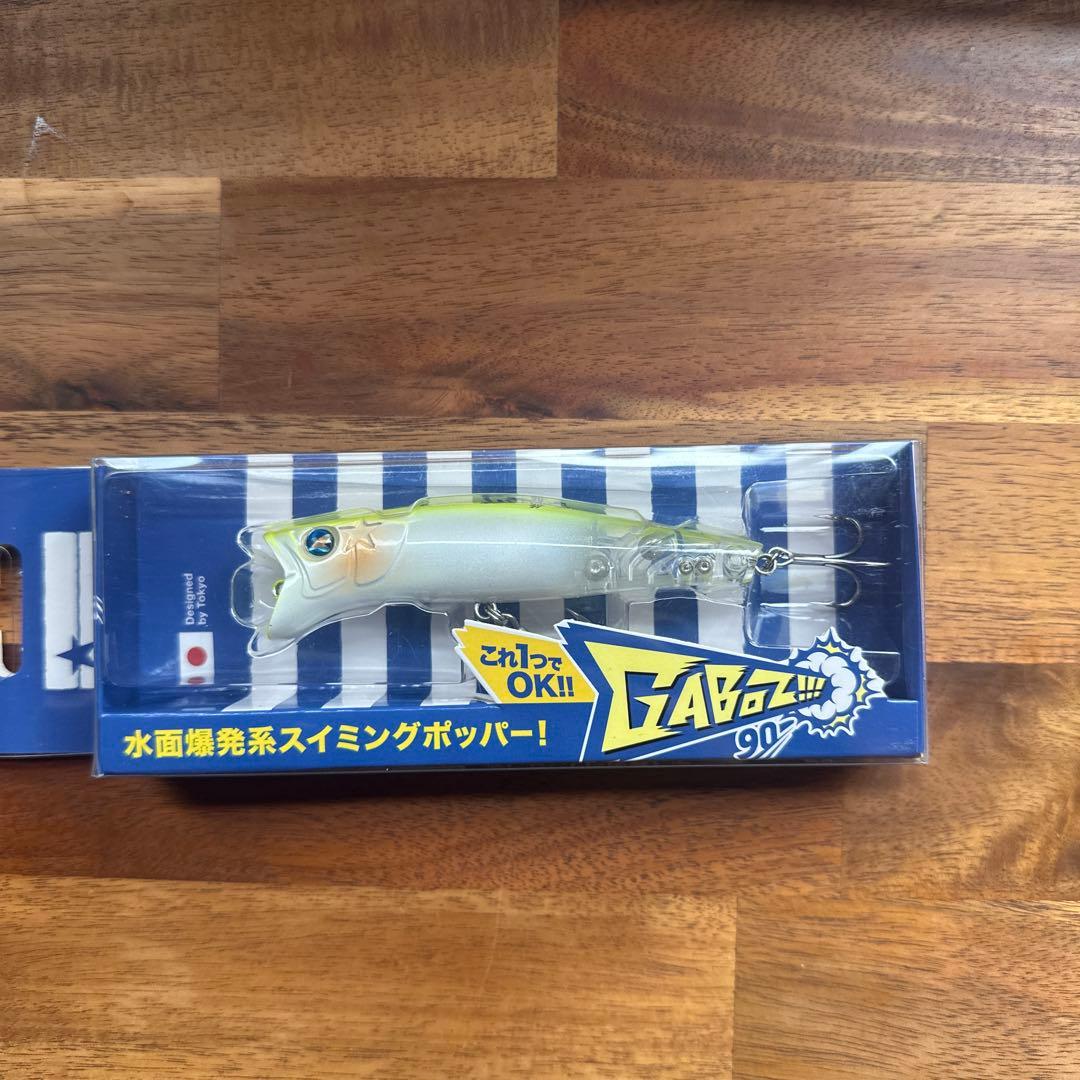 Designed
by Tokyo
これ1つで
OK!!
GABOZ!!!
90
水面爆発系スイミングポッパー!